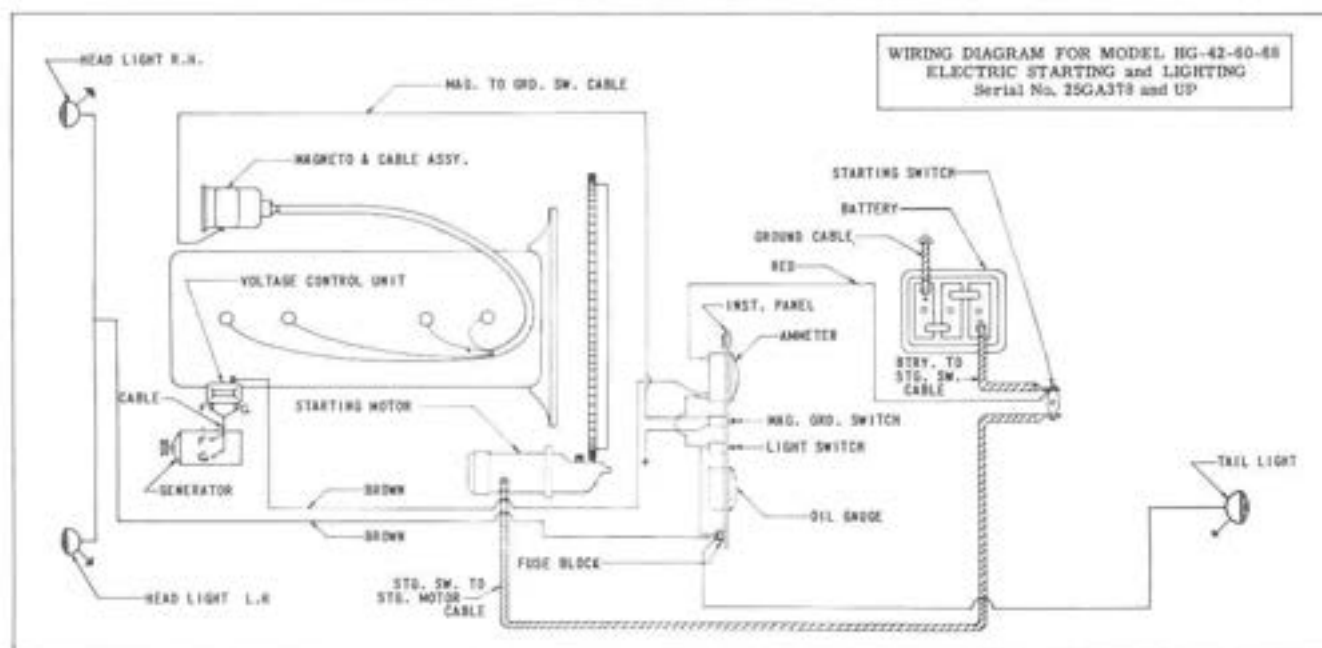 WIRING DIAGRAM FOR MODEL HG-42-60-68
ELECTRIC STARTING and LIGHTING
Serial No. 25GA378 and UP
HEAD LIGHT R.H.
MAG. TO GRD. SW. CABLE
MAGNETO & CABLE ASSY.
STARTING SWITCH
BATTERY
GROUND CABLE
RED
VOLTAGE CONTROL UNIT
INST. PANEL
AMMETER
BTRY. TO
STG. SW.
CABLE
CABLE
STARTING MOTOR
MAG. GRD. SWITCH
LIGHT SWITCH
F
G
GENERATOR
BROWN
BROWN
OIL GAUGE
TAIL LIGHT
FUSE BLOCK
HEAD LIGHT L.H
STG. SW. TO
STG. MOTOR
CABLE